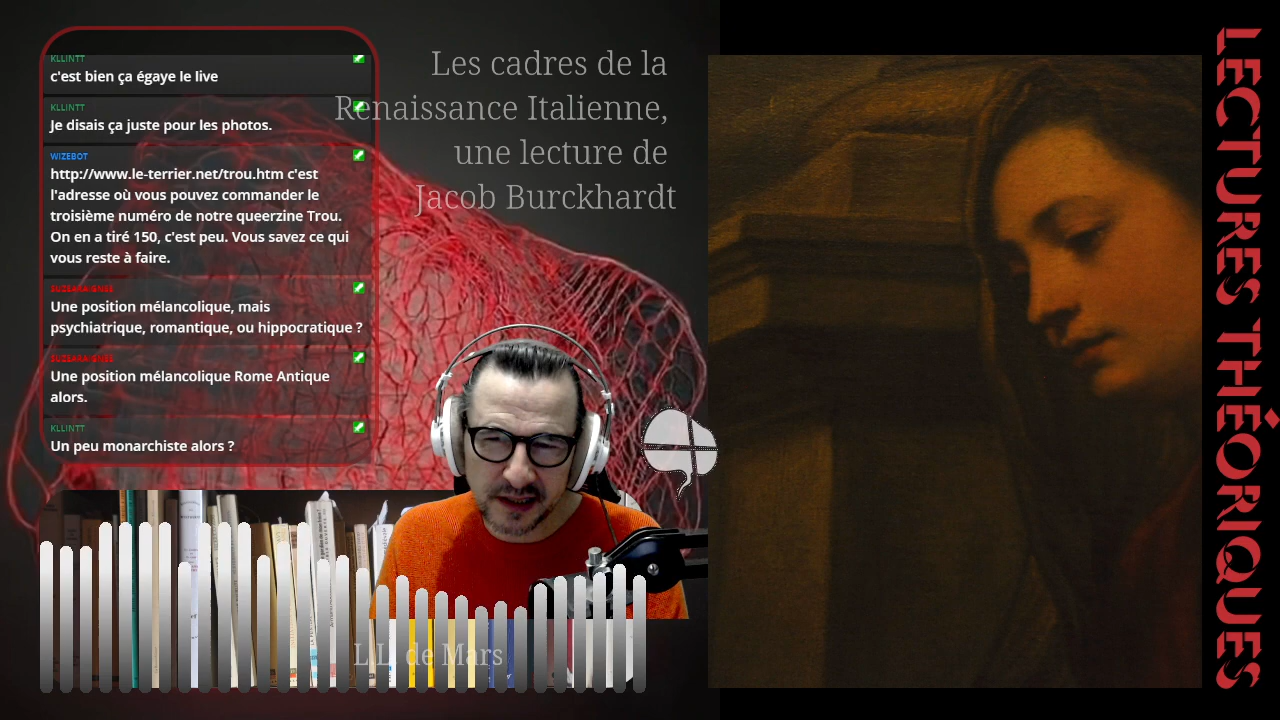 KLLINTT
c'est bien ça égaye le live
KLLINTT
Je disais ça juste pour les photos.
WIZEBOT
http://www.le-terrier.net/trou.htm c'est
l'adresse où vous pouvez commander le
troisième numéro de notre queerzine Trou.
On en a tiré 150, c'est peu. Vous savez ce qui
vous reste à faire.
SUZEARAIGNEE
Une position mélancolique, mais
psychiatrique, romantique, ou hippocratique ?
SUZEARAIGNEE
Une position mélancolique Rome Antique
alors.
KLLINTT
Un peu monarchiste alors ?
Les cadres de la
Renaissance Italienne,
une lecture de
Jacob Burckhardt
L.L. de Mars
LECTURES THÉORIQUES